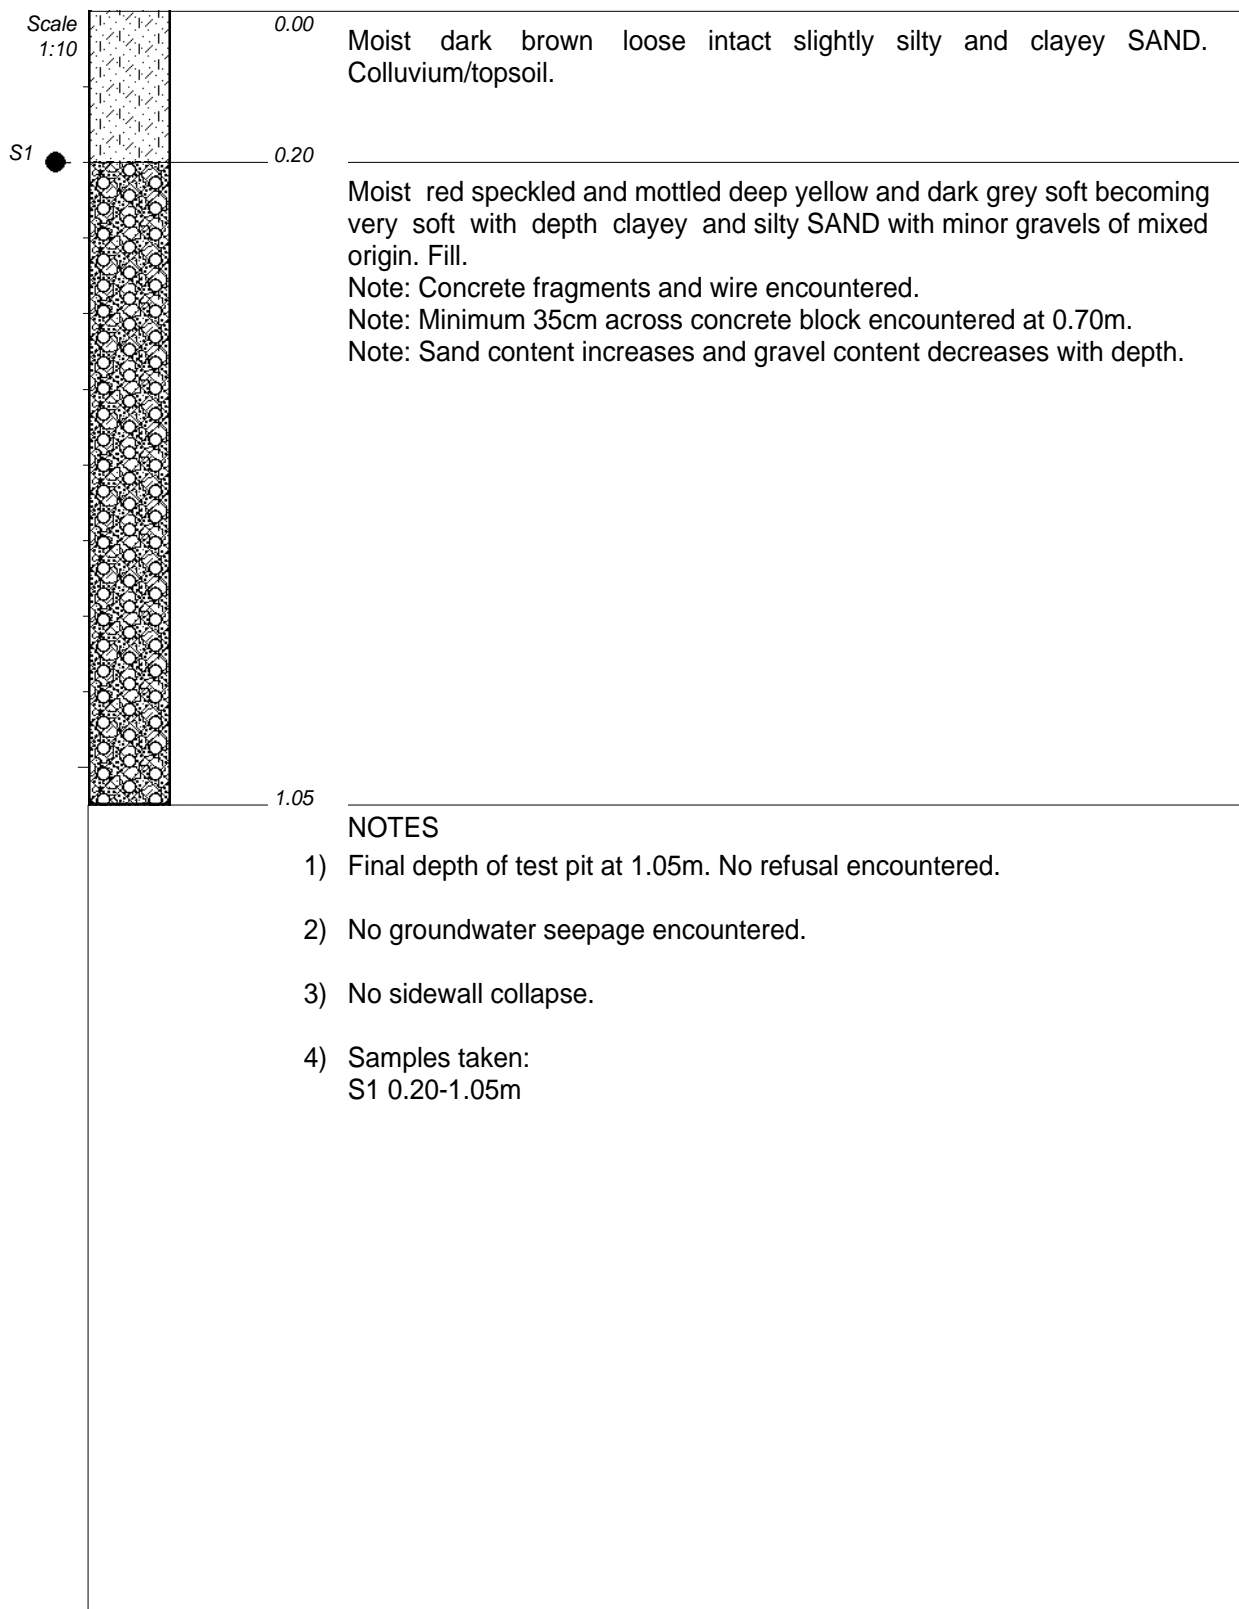 Scale
1:10
0.00
Moist dark brown loose intact slightly silty and clayey SAND.
Colluvium/topsoil.
S1
0.20
Moist red speckled and mottled deep yellow and dark grey soft becoming
very soft with depth clayey and silty SAND with minor gravels of mixed
origin. Fill.
Note: Concrete fragments and wire encountered.
Note: Minimum 35cm across concrete block encountered at 0.70m.
Note: Sand content increases and gravel content decreases with depth.
1.05
NOTES
1) Final depth of test pit at 1.05m. No refusal encountered.
2) No groundwater seepage encountered.
3) No sidewall collapse.
4) Samples taken:
S1 0.20-1.05m